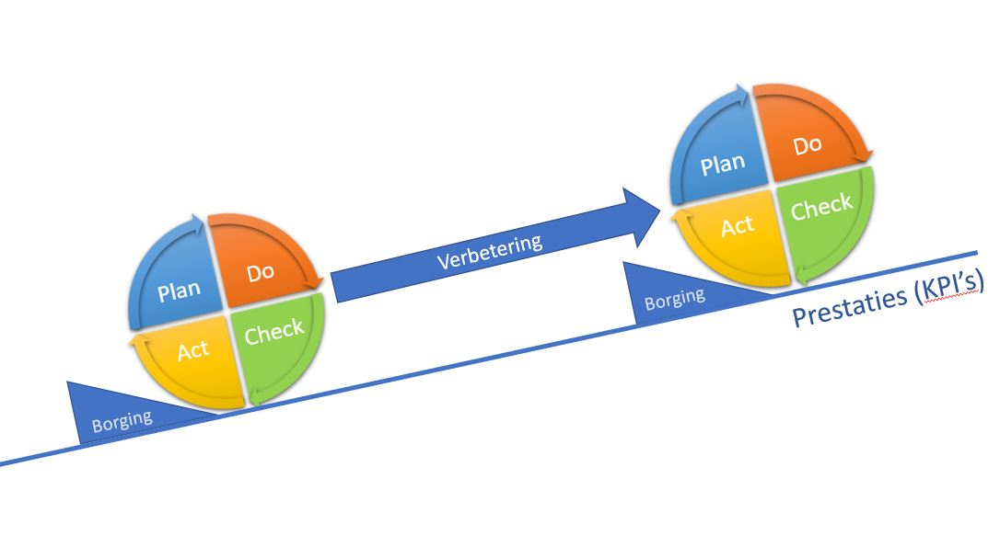 Plan
Do
Check
Act
Borging
Verbetering
Plan
Do
Check
Act
Borging
Prestaties (KPI's)